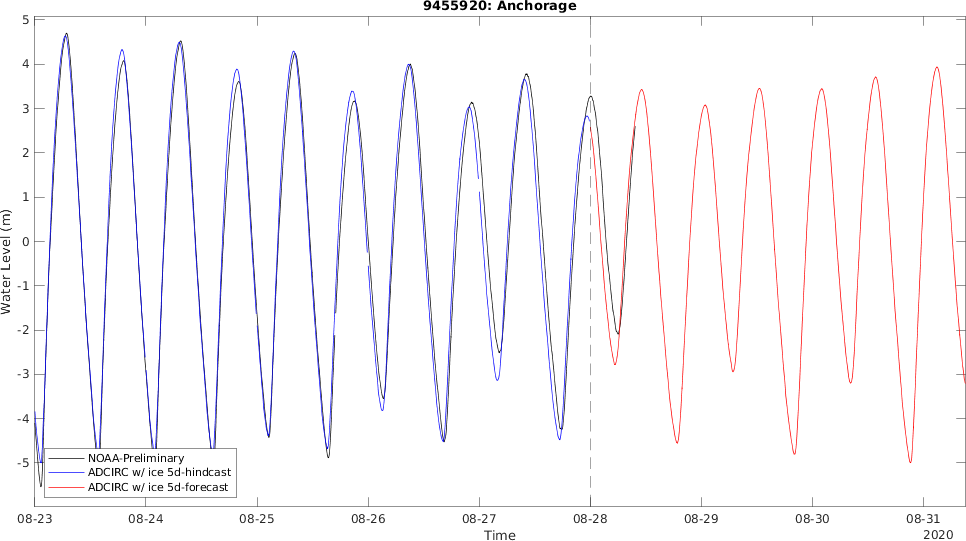 9455920: Anchorage
5
4
3
2
1
0
-1
-2
-3
-4
-5
Water Level (m)
NOAA-Preliminary
ADCIRC w/ ice 5d-hindcast
ADCIRC w/ ice 5d-forecast
08-23 08-24 08-25 08-26 08-27 08-28 08-29 08-30 08-31
Time
2020